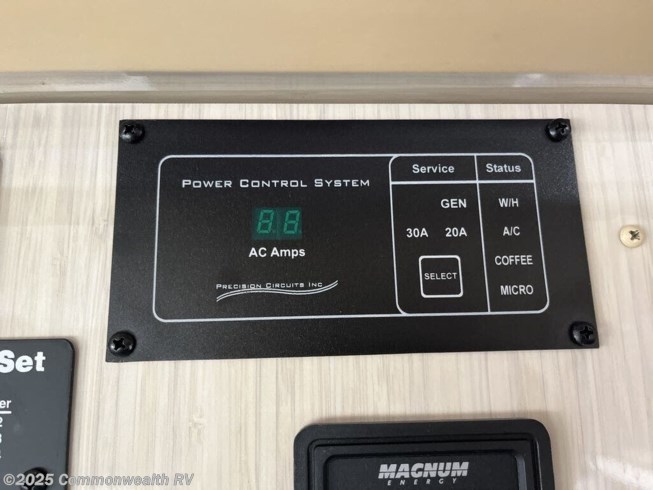 POWER CONTROL SYSTEM
AC Amps
PRECISION CIRCUITS INC
Service
GEN
30A 20A
SELECT
Status
W/H
A/C
COFFEE
MICRO
Set
MAGNUM
ENERGY
©2025 Commonwealth RV